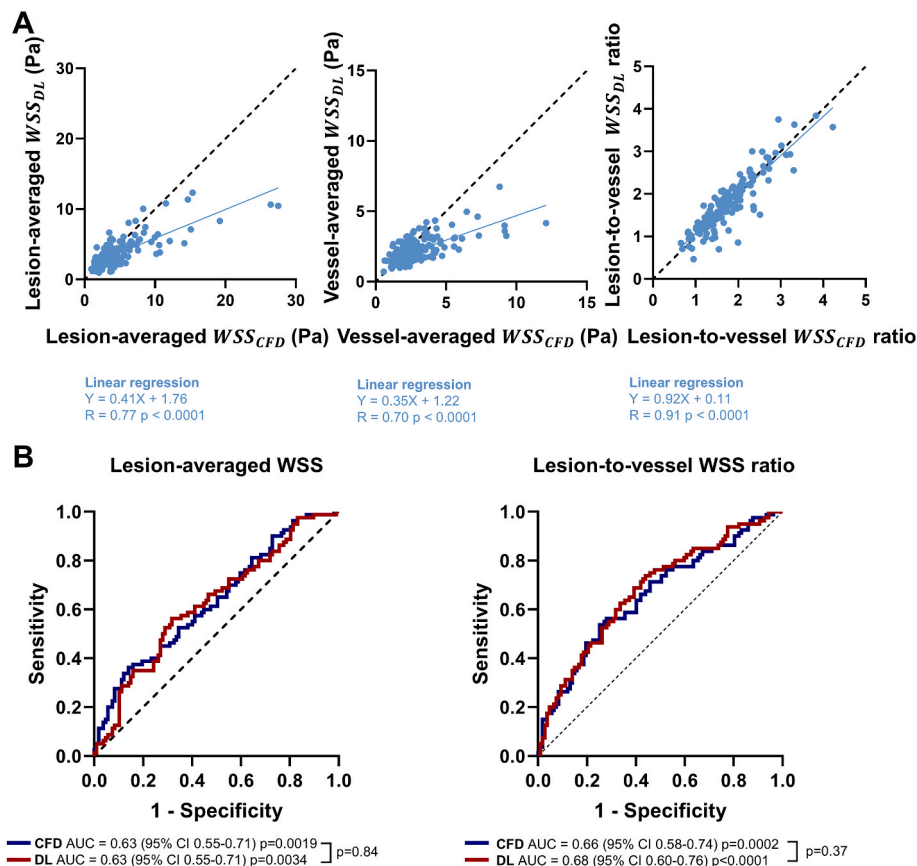 A
Lesion-averaged WSS_DL (Pa)
30
20
10
0
0 10 20 30
Lesion-averaged WSS_CFD (Pa)
Linear regression
Y = 0.41X + 1.76
R = 0.77 p < 0.0001
Vessel-averaged WSS_DL (Pa)
15
10
5
0
0 5 10 15
Vessel-averaged WSS_CFD (Pa)
Linear regression
Y = 0.35X + 1.22
R = 0.70 p < 0.0001
Lesion-to-vessel WSS_DL ratio
5
4
3
2
1
0
0 1 2 3 4 5
Lesion-to-vessel WSS_CFD ratio
Linear regression
Y = 0.92X + 0.11
R = 0.91 p < 0.0001
B
Lesion-averaged WSS
Sensitivity
1.0
0.8
0.6
0.4
0.2
0.0
0.0 0.2 0.4 0.6 0.8 1.0
1 - Specificity
CFD AUC = 0.63 (95% CI 0.55-0.71) p=0.0019
DL AUC = 0.63 (95% CI 0.55-0.71) p=0.0034
p=0.84
Lesion-to-vessel WSS ratio
Sensitivity
1.0
0.8
0.6
0.4
0.2
0.0
0.0 0.2 0.4 0.6 0.8 1.0
1 - Specificity
CFD AUC = 0.66 (95% CI 0.58-0.74) p=0.0002
DL AUC = 0.68 (95% CI 0.60-0.76) p<0.0001
p=0.37